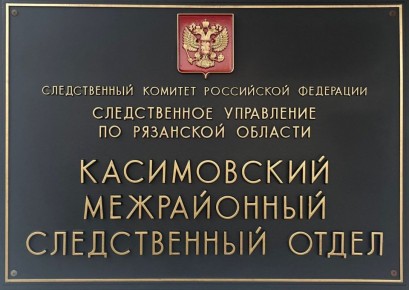 СЛЕДСТВЕННЫЙ КОМИТЕТ РОССИЙСКОЙ ФЕДЕРАЦИИ
СЛЕДСТВЕННОЕ УПРАВЛЕНИЕ
ПО РЯЗАНСКОЙ ОБЛАСТИ
КАСИМОВСКИЙ
МЕЖРАЙОННЫЙ
СЛЕДСТВЕННЫЙ ОТДЕЛ